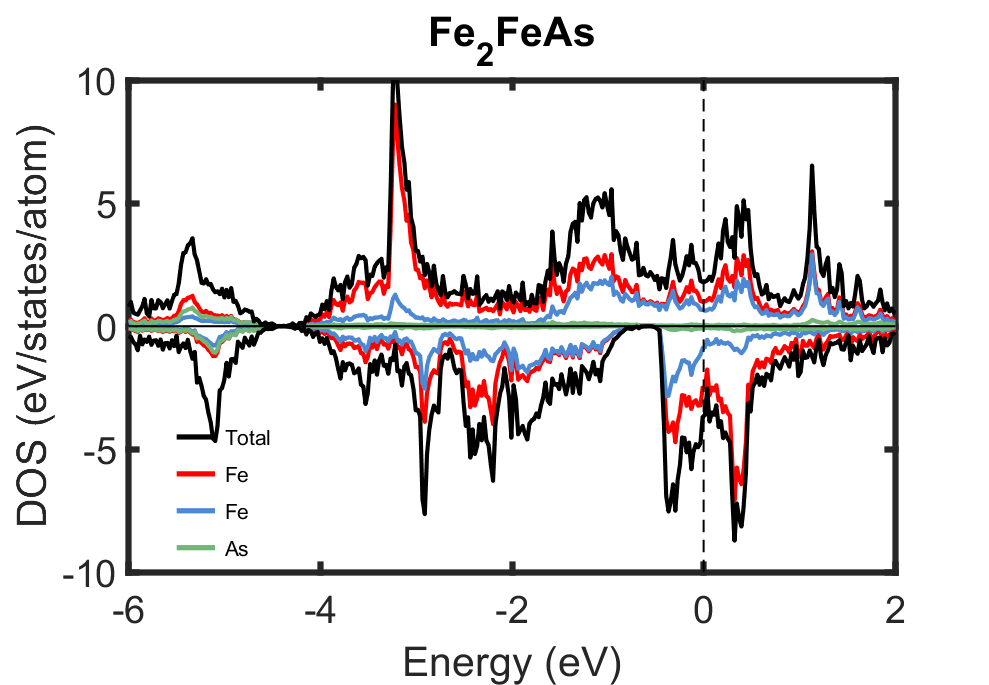 Fe2FeAs
DOS (eV/states/atom)
10
5
0
-5
-10
Total
Fe
Fe
As
-6 -4 -2 0 2
Energy (eV)